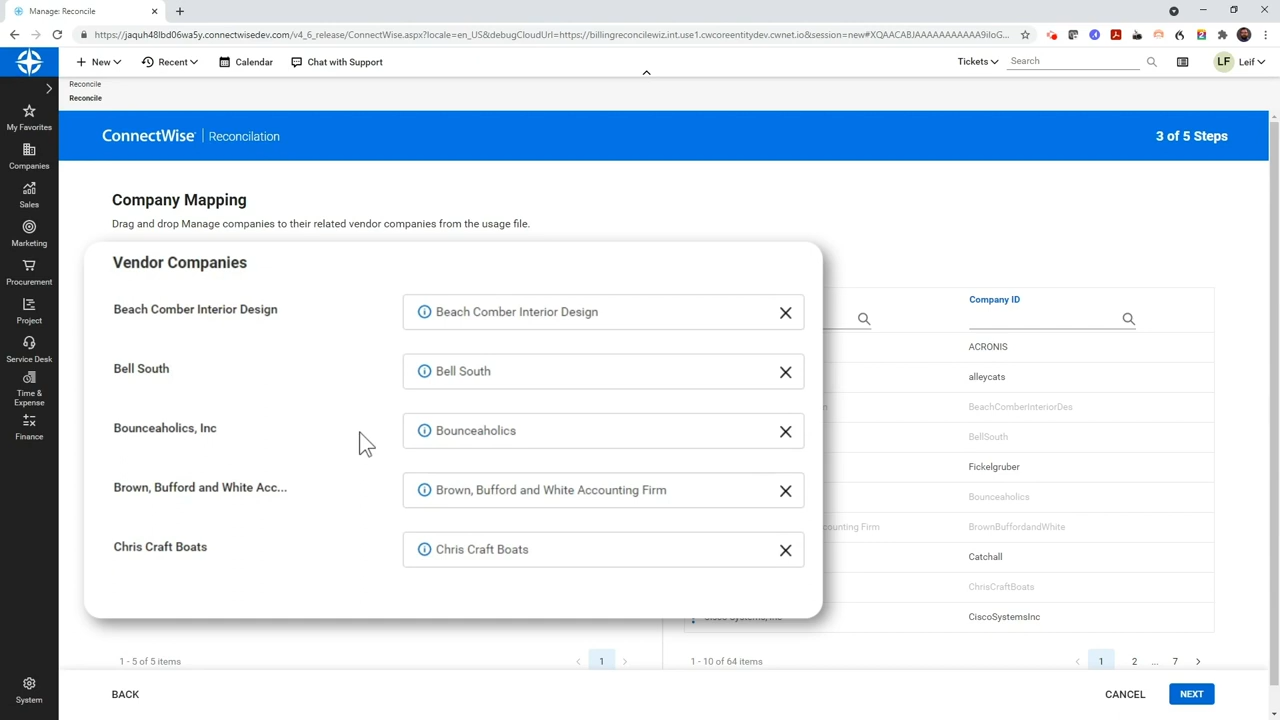 Manage: Reconcile
https://jaquh48lbd06wa5y.connectwisedev.com/v4_6_release/ConnectWise.aspx?locale=en_US&debugCloudUrl=https://billingreconcilewiz.int.use1.cwcorentitydev.cwnet.io&session=new#XQAACABJAAAAAAAAAAA9iIoG...
New
Recent
Calendar
Chat with Support
Tickets
Search
LF
Leif
Reconcile
Reconcile
ConnectWise | Reconcilation
3 of 5 Steps
My Favorites
Companies
Sales
Marketing
Procurement
Project
Service Desk
Time &
Expense
Finance
System
Company Mapping
Drag and drop Manage companies to their related vendor companies from the usage file.
Vendor Companies
Beach Comber Interior Design
Beach Comber Interior Design
Bell South
Bell South
Bounceaholics, Inc
Bounceaholics
Brown, Bufford and White Acc...
Brown, Bufford and White Accounting Firm
Chris Craft Boats
Chris Craft Boats
Company ID
ACRONIS
alleycats
BeachComberInteriorDes
BellSouth
Fickelgruber
Bounceaholics
ounting Firm
BrownBuffordandWhite
Catchall
ChrisCraftBoats
CiscoSystemsInc
1 - 5 of 5 items
1
1 - 10 of 64 items
1 2 ... 7
BACK
CANCEL
NEXT